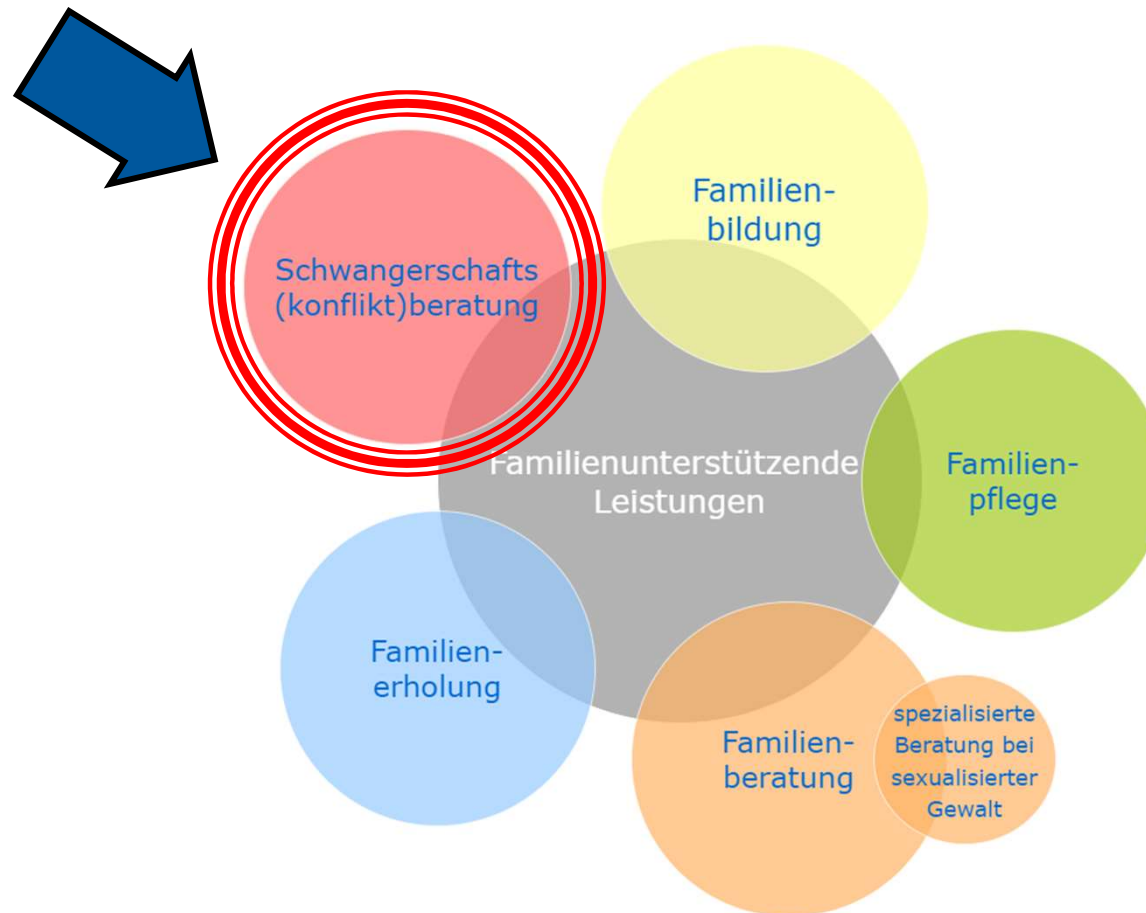 Familien-
bildung
Schwangerschafts
(konflikt)beratung
Familienunterstützende
Leistungen
Familien-
pflege
Familien-
erholung
Familien-
beratung
spezialisierte
Beratung bei
sexualisierter
Gewalt